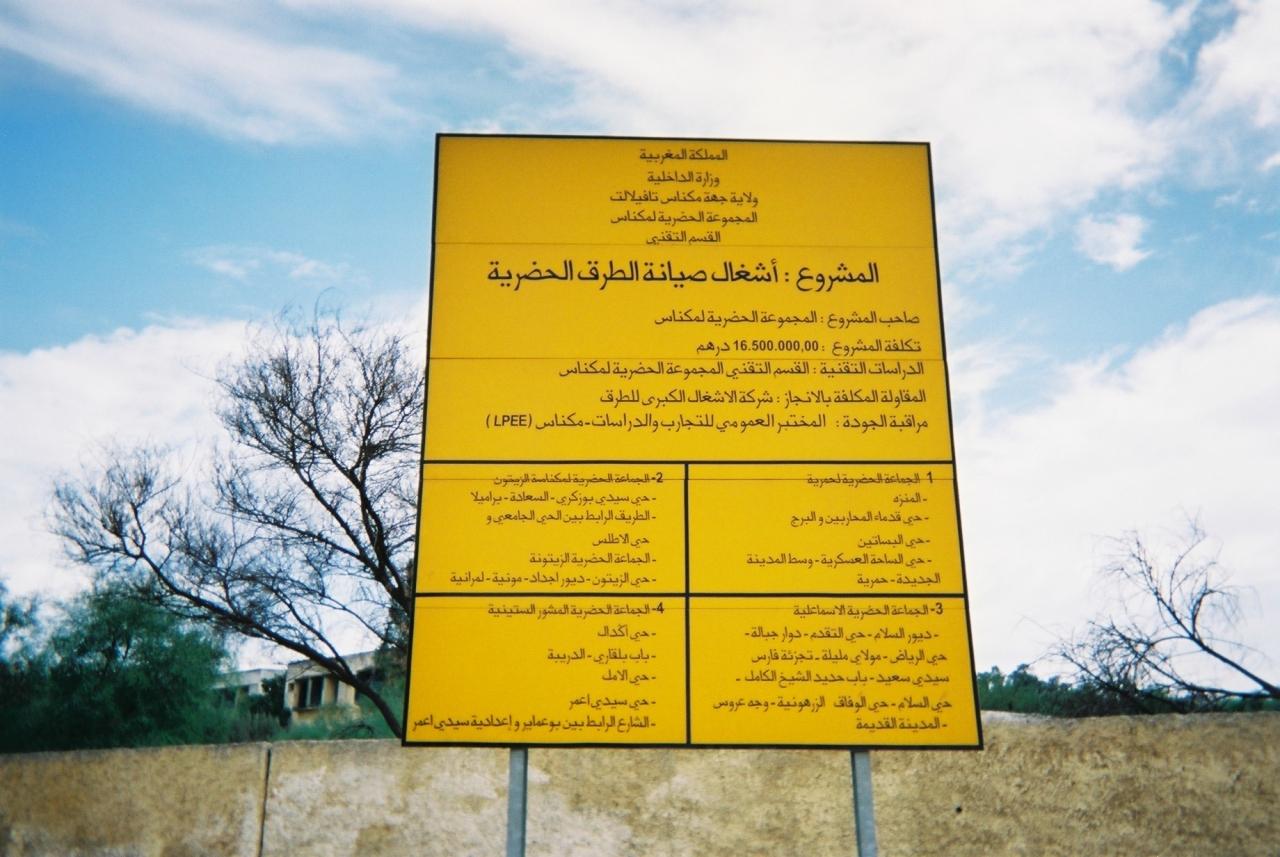 المملكة المغربية
وزارة الداخلية
ولاية جهة مكناس تافيلالت
المجموعة الحضرية لمكناس
القسم التقني
المشروع : أشغال صيانة الطرق الحضرية
صاحب المشروع : المجموعة الحضرية لمكناس
تكلفة المشروع : 16.500.000,00 درهم
الدراسات التقنية : القسم التقني المجموعة الحضرية لمكناس
المقاولة المكلفة بالانجاز : شركة الاشغال الكبرى للطرق
مراقبة الجودة : المختبر العمومي للتجارب والدراسات-مكناس (LPEE )
1 الجماعة الحضرية لحمرية
-المنزه
-حي قدماء المحاربين و البرج
-حي البساتين
-حي الساحة العسكرية-وسط المدينة
الجديدة-حمرية
2-الجماعة الحضرية لمكناسة الزيتون
-حي سيدي بوزكري-السعادة-براميلا
-الطريف الرابط بين الحي الجامعي و
حي الاطلس
-الجماعة الحضرية الزيتونة
-حي الزيتون-ديور اجداد-مونية-لمرانية
3-الجماعة الحضرية الاسماعلية
-ديور السلام-حي التقدم-دوار جبالة-
حي الرياض-مولاي مليلة-تجزئة فارس
سيدي سعيد-باب حديد الشيخ الكامل -
حي السلام-حي الوفاق الزرهونية-وجه عروس
-المدينة القديمة
4-الجماعة الحضرية المشور الستينية
-حي أكدال
-باب بلقاري-الدريبة
-حي الامل
-حي سيدي اعمر
-الشارع الرابط بين بوعماير و إعدادية سيدي اعمر